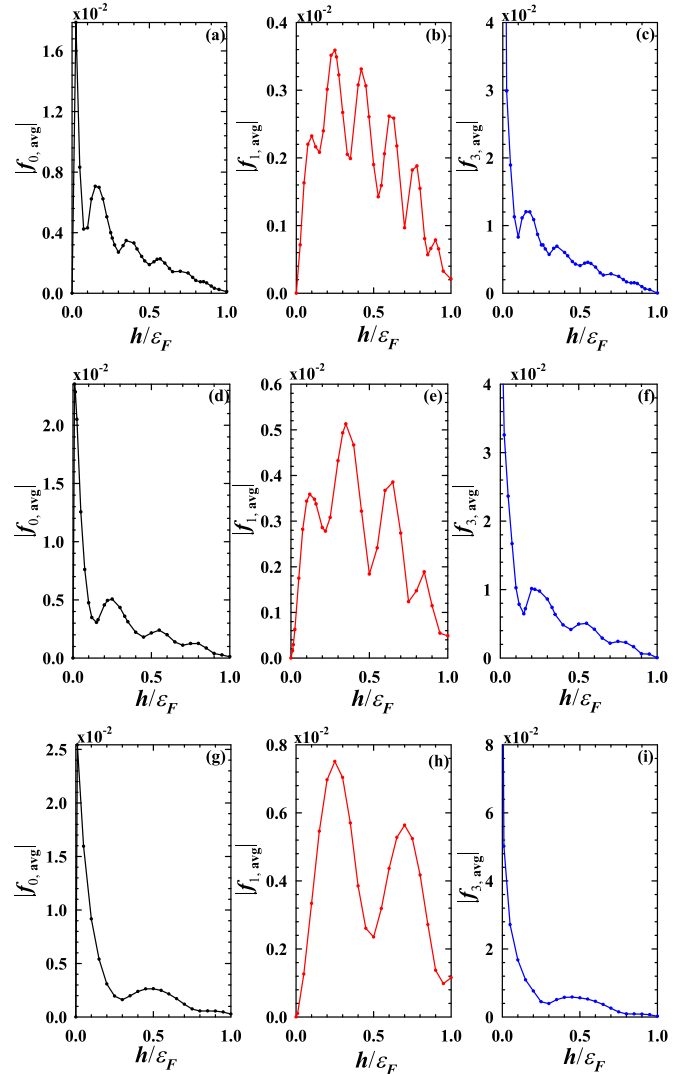 x10⁻² x10⁻² x10⁻²
(a) (b) (c)
1.6 0.4 4
1.2 0.3 3
0.8 0.2 2
0.4 0.1 1
0.0 0.0 0
|f0, avg| |f1, avg| |f3, avg|
0.0 0.5 1.0 0.0 0.5 1.0 0.0 0.5 1.0
h/εF h/εF h/εF
x10⁻² x10⁻² x10⁻²
(d) (e) (f)
2.0 0.6 4
1.5 0.5 3
1.0 0.4 2
0.5 0.3 1
0.0 0.2 0
0.1
0.0
|f0, avg| |f1, avg| |f3, avg|
0.0 0.5 1.0 0.0 0.5 1.0 0.0 0.5 1.0
h/εF h/εF h/εF
x10⁻² x10⁻² x10⁻²
(g) (h) (i)
2.5 0.8 8
2.0 0.6 6
1.5 0.4 4
1.0 0.2 2
0.5 0.0 0
0.0
|f0, avg| |f1, avg| |f3, avg|
0.0 0.5 1.0 0.0 0.5 1.0 0.0 0.5 1.0
h/εF h/εF h/εF